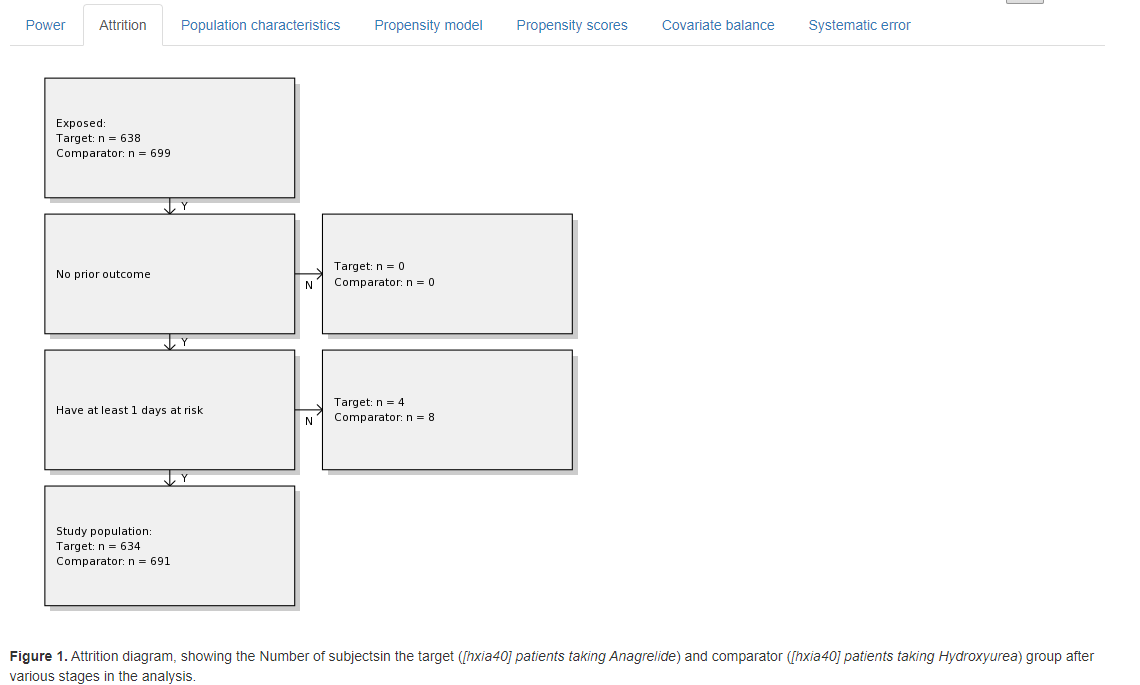 Power Attrition Population characteristics Propensity model Propensity scores Covariate balance Systematic error
Exposed:
Target: n = 638
Comparator: n = 699
Y
No prior outcome
N
Target: n = 0
Comparator: n = 0
Y
Have at least 1 days at risk
N
Target: n = 4
Comparator: n = 8
Y
Study population:
Target: n = 634
Comparator: n = 691
Figure 1. Attrition diagram, showing the Number of subjectsin the target ([hxia40] patients taking Anagrelide) and comparator ([hxia40] patients taking Hydroxyurea) group after
various stages in the analysis.